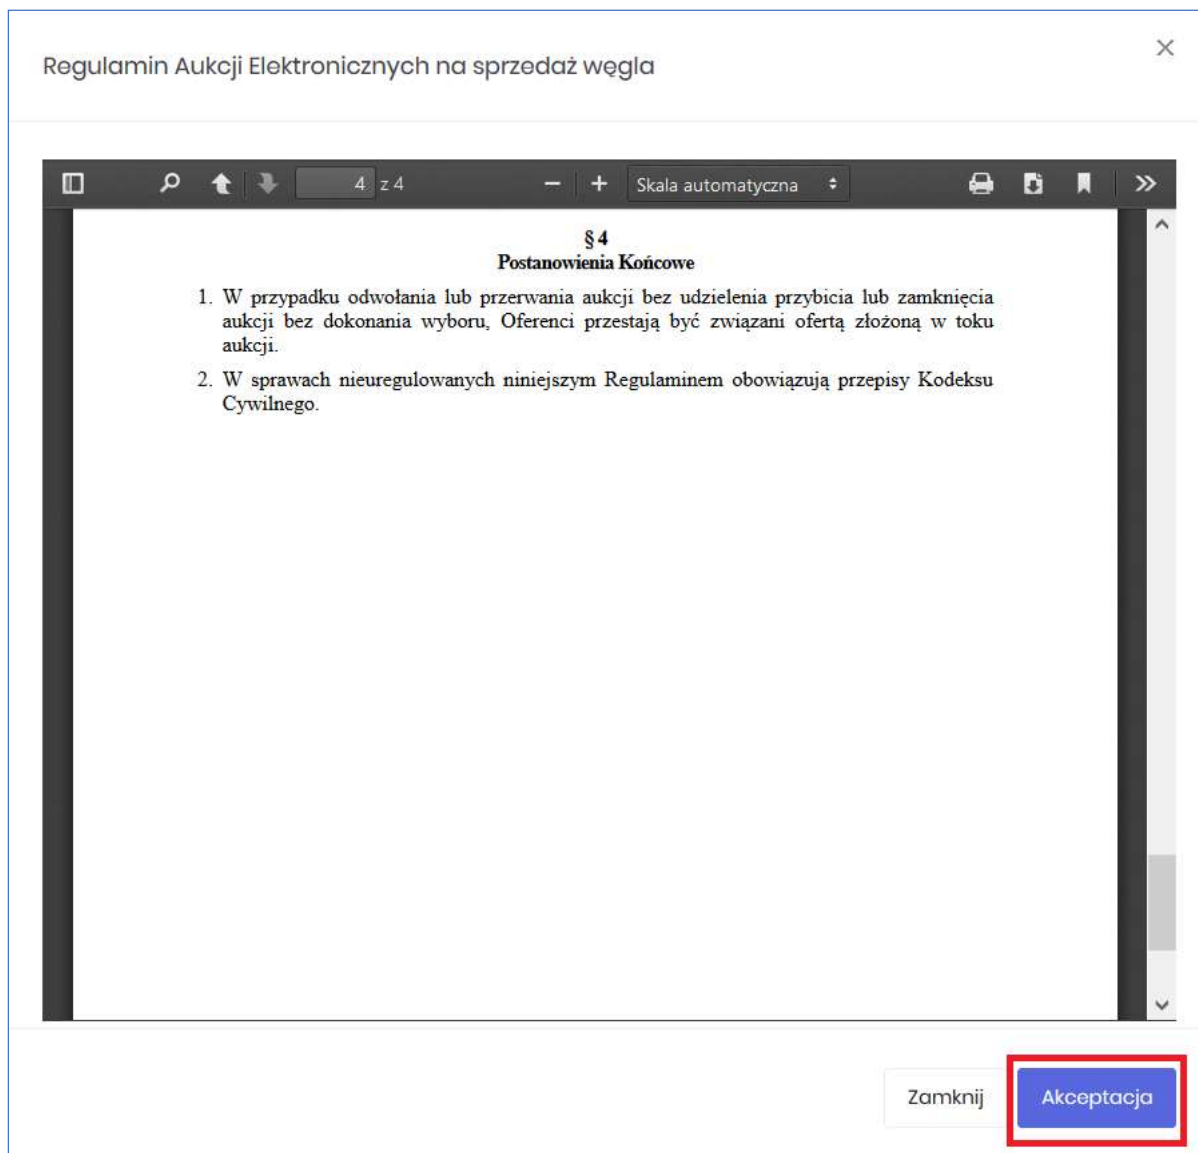 Regulamin Aukcji Elektronicznych na sprzedaż węgla
4 z 4
Skala automatyczna
§ 4
Postanowienia Końcowe
1. W przypadku odwołania lub przerwania aukcji bez udzielenia przybicia lub zamknięcia
aukcji bez dokonania wyboru, Oferenci przestają być związani ofertą złożoną w toku
aukcji.
2. W sprawach nieuregulowanych niniejszym Regulaminem obowiązują przepisy Kodeksu
Cywilnego.
Zamknij
Akceptacja